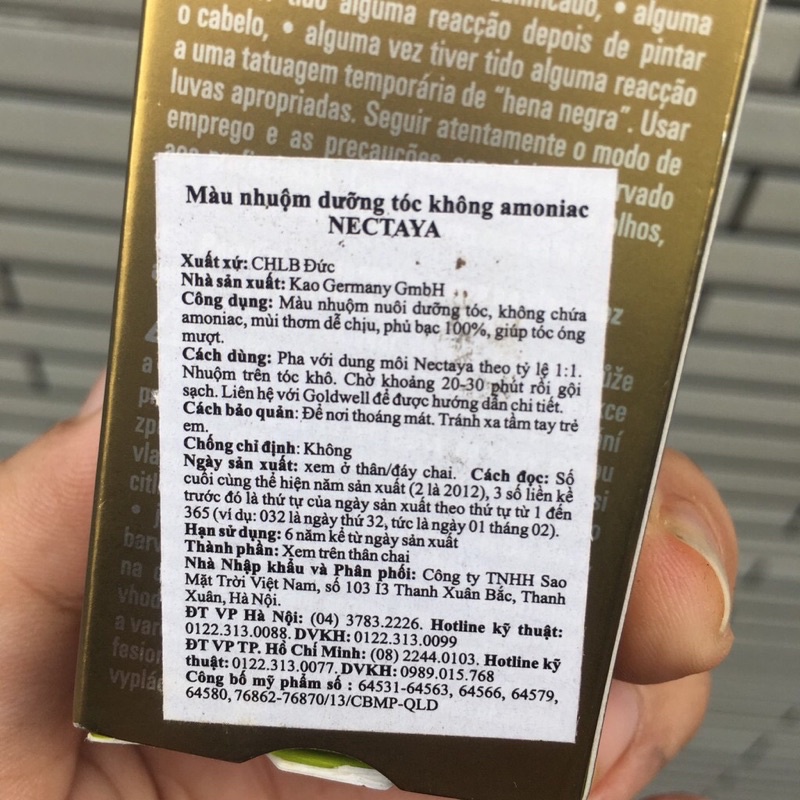 alguma
tido alguma reacção depois de pintar
o cabelo, • alguma vez tiver tido alguma reacção
a uma tatuagem temporária de “hena negra”. Usar
luvas apropriadas. Seguir atentamente o modo de
emprego e as precauções
Màu nhuộm dưỡng tóc không amoniac
NECTAYA
Xuất xứ: CHLB Đức
Nhà sản xuất: Kao Germany GmbH
Công dụng: Màu nhuộm nuôi dưỡng tóc, không chứa
amoniac, mùi thơm dễ chịu, phủ bạc 100%, giúp tóc óng
mượt.
Cách dùng: Pha với dung môi Nectaya theo tỷ lệ 1:1.
Nhuộm trên tóc khô. Chờ khoảng 20-30 phút rồi gội
sạch. Liên hệ với Goldwell để được hướng dẫn chi tiết.
Cách bảo quản: Để nơi thoáng mát. Tránh xa tầm tay trẻ
em.
Chống chỉ định: Không
Ngày sản xuất: xem ở thân/đáy chai. Cách đọc: Số
cuối cùng thể hiện năm sản xuất (2 là 2012), 3 số liền kề
trước đó là thứ tự của ngày sản xuất theo thứ tự từ 1 đến
365 (ví dụ: 032 là ngày thứ 32, tức là ngày 01 tháng 02).
Hạn sử dụng: 6 năm kể từ ngày sản xuất
Thành phần: Xem trên thân chai
Nhà Nhập khẩu và Phân phối: Công ty TNHH Sao
Mặt Trời Việt Nam, số 103 I3 Thanh Xuân Bắc, Thanh
Xuân, Hà Nội.
ĐT VP Hà Nội: (04) 3783.2226. Hotline kỹ thuật:
0122.313.0088. DVKH: 0122.313.0099
ĐT VP TP. Hồ Chí Minh: (08) 2244.0103. Hotline kỹ
thuật: 0122.313.0077. DVKH: 0989.015.768
Công bố mỹ phẩm số : 64531-64563, 64566, 64579,
64580, 76862-76870/13/CBMP-QLD